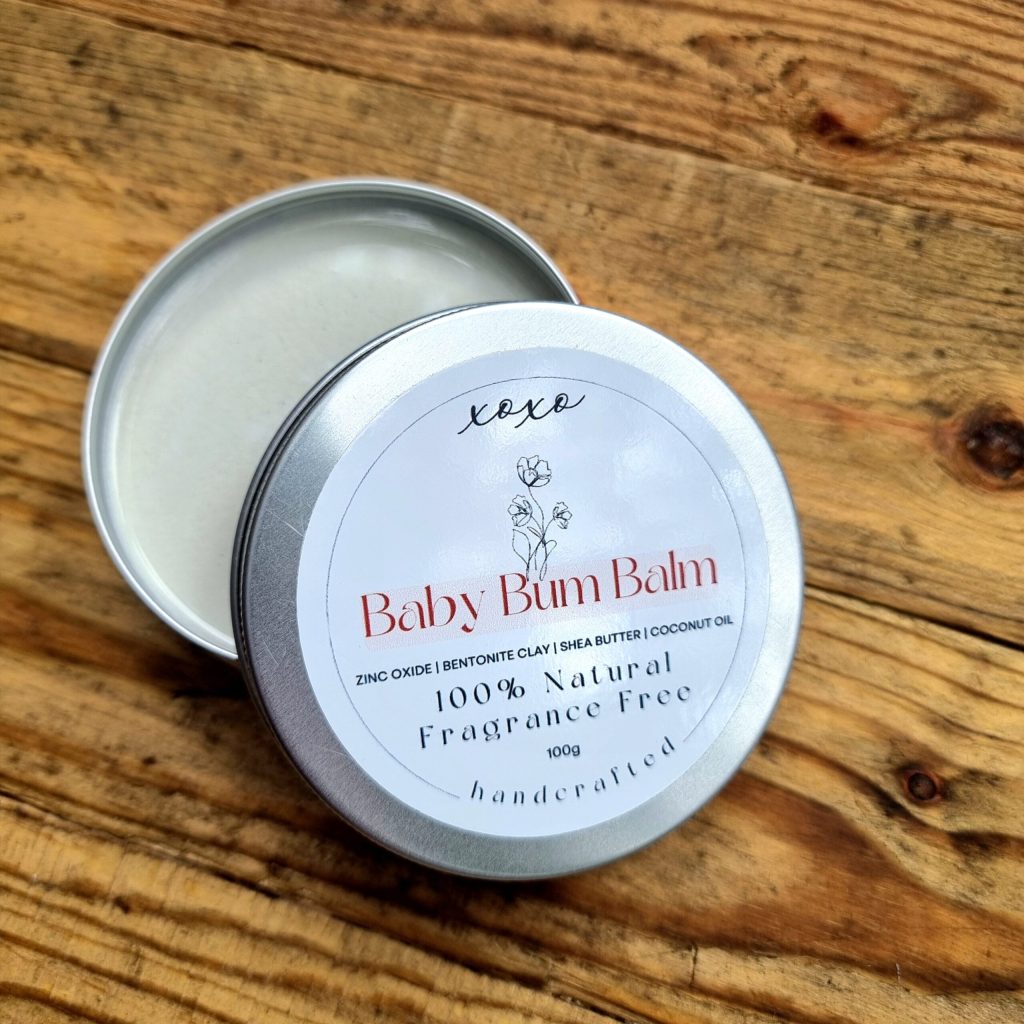 xoxo
Baby Bum Balm
ZINC OXIDE | BENTONITE CLAY | SHEA BUTTER | COCONUT OIL
100% Natural
Fragrance Free
100g
handcrafted